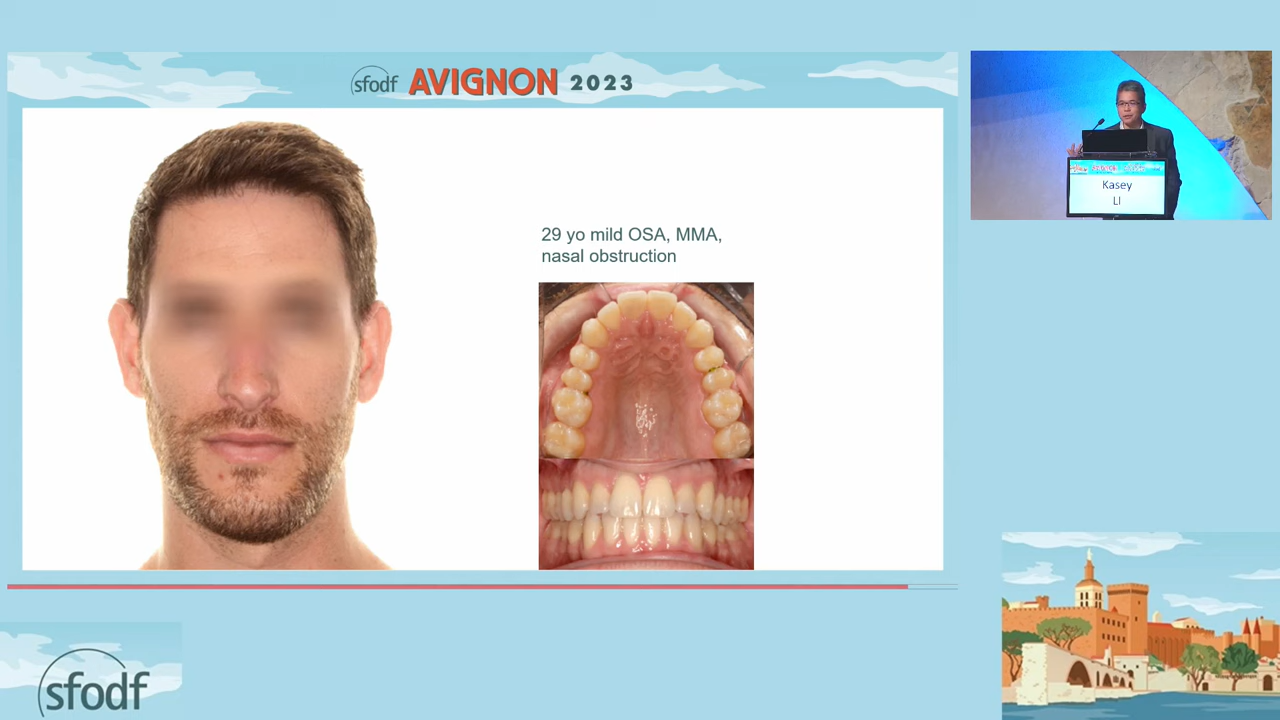 sfodf AVIGNON 2023
29 yo mild OSA, MMA,
nasal obstruction
Kasey
LI
sfodf